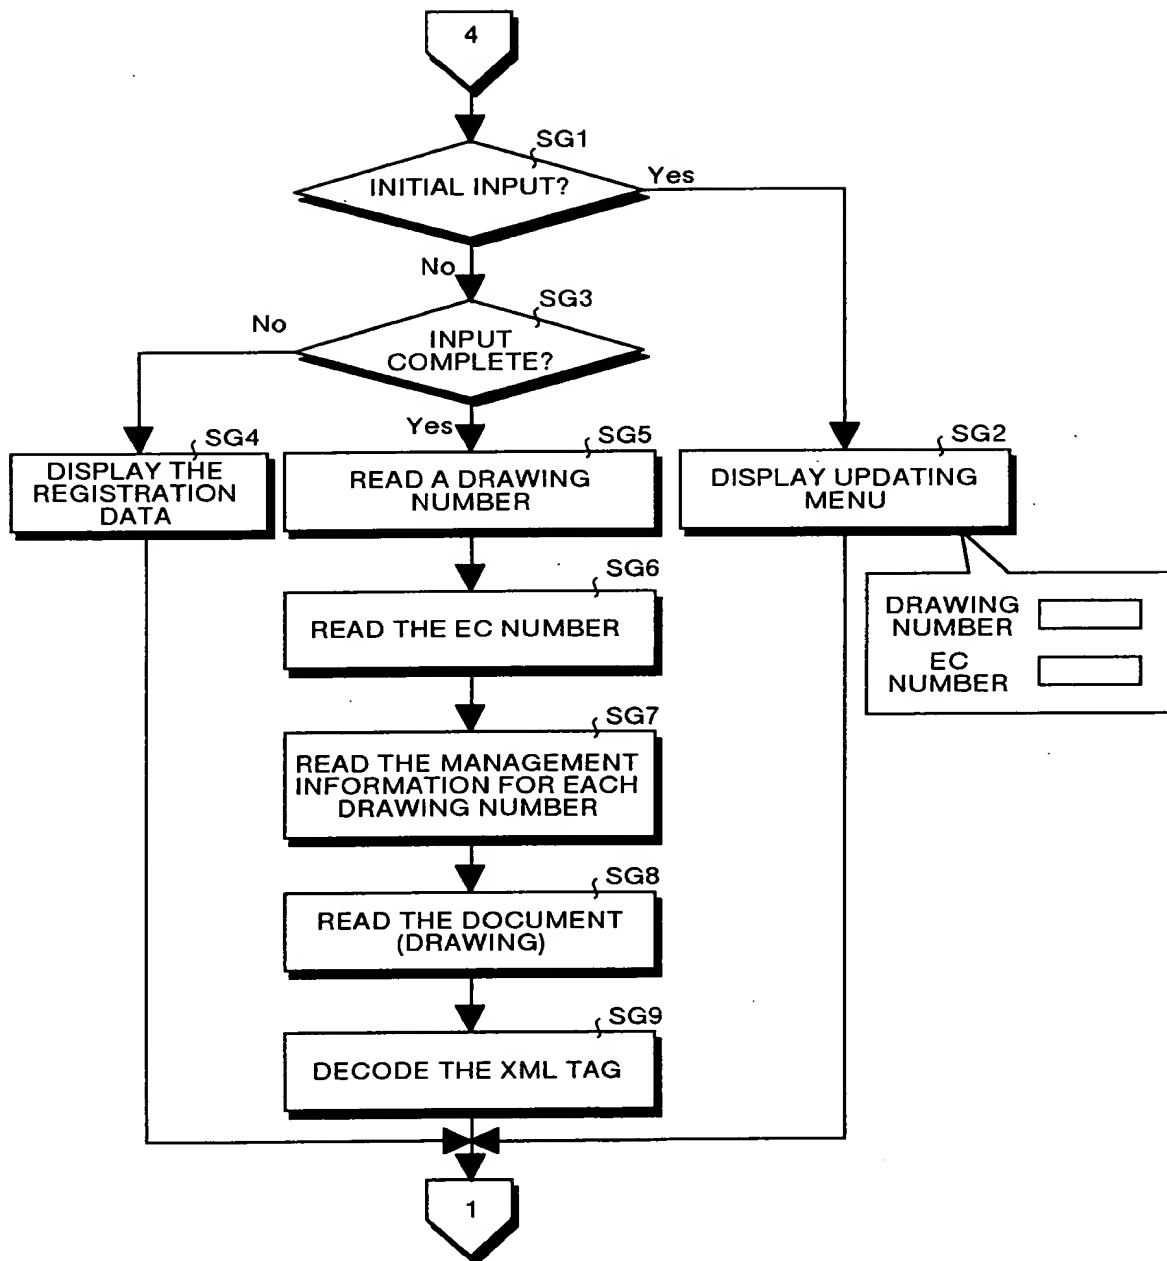 4
SG1
INITIAL INPUT?
Yes
No
SG3
No
INPUT
COMPLETE?
Yes
SG4
DISPLAY THE
REGISTRATION
DATA
SG5
READ A DRAWING
NUMBER
SG2
DISPLAY UPDATING
MENU
DRAWING
NUMBER
EC
NUMBER
SG6
READ THE EC NUMBER
SG7
READ THE MANAGEMENT
INFORMATION FOR EACH
DRAWING NUMBER
SG8
READ THE DOCUMENT
(DRAWING)
SG9
DECODE THE XML TAG
1